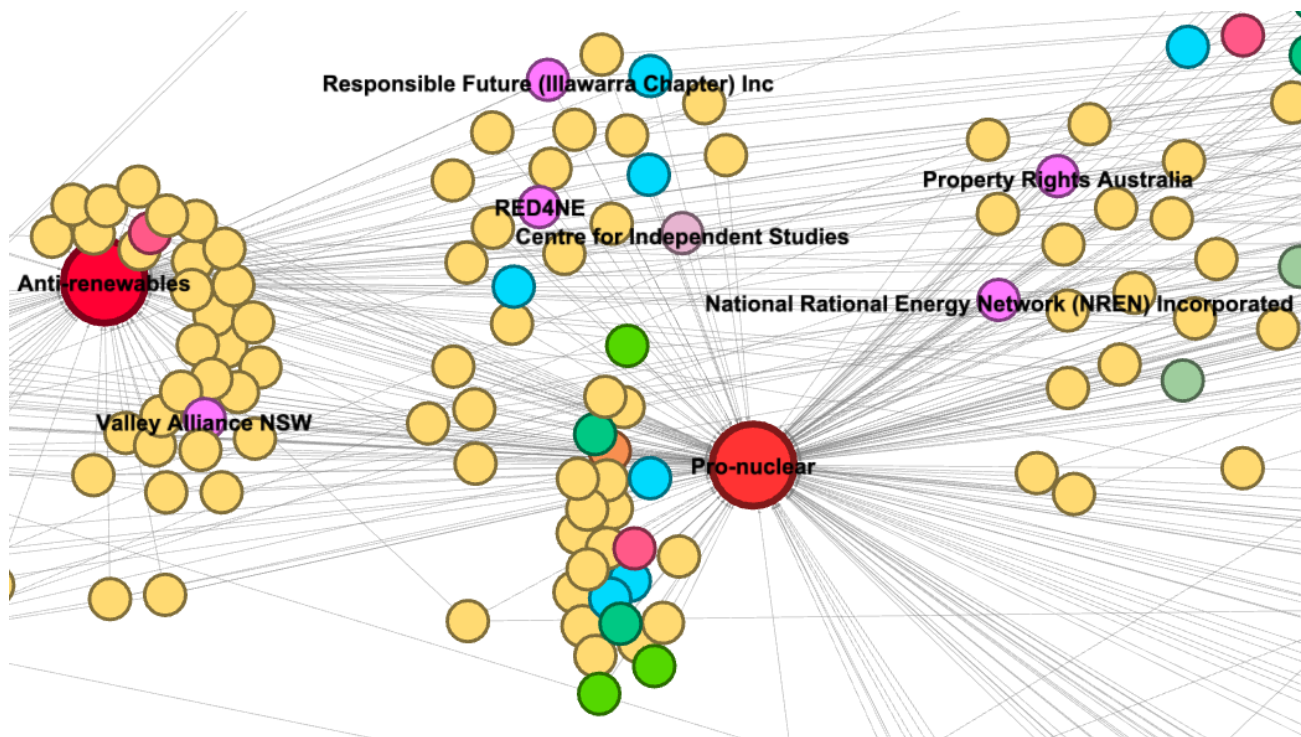 Responsible Future (Illawarra Chapter) Inc
Property Rights Australia
RED4NE
Centre for Independent Studies
Anti-renewables
National Rational Energy Network (NREN) Incorporated
Valley Alliance NSW
Pro-nuclear